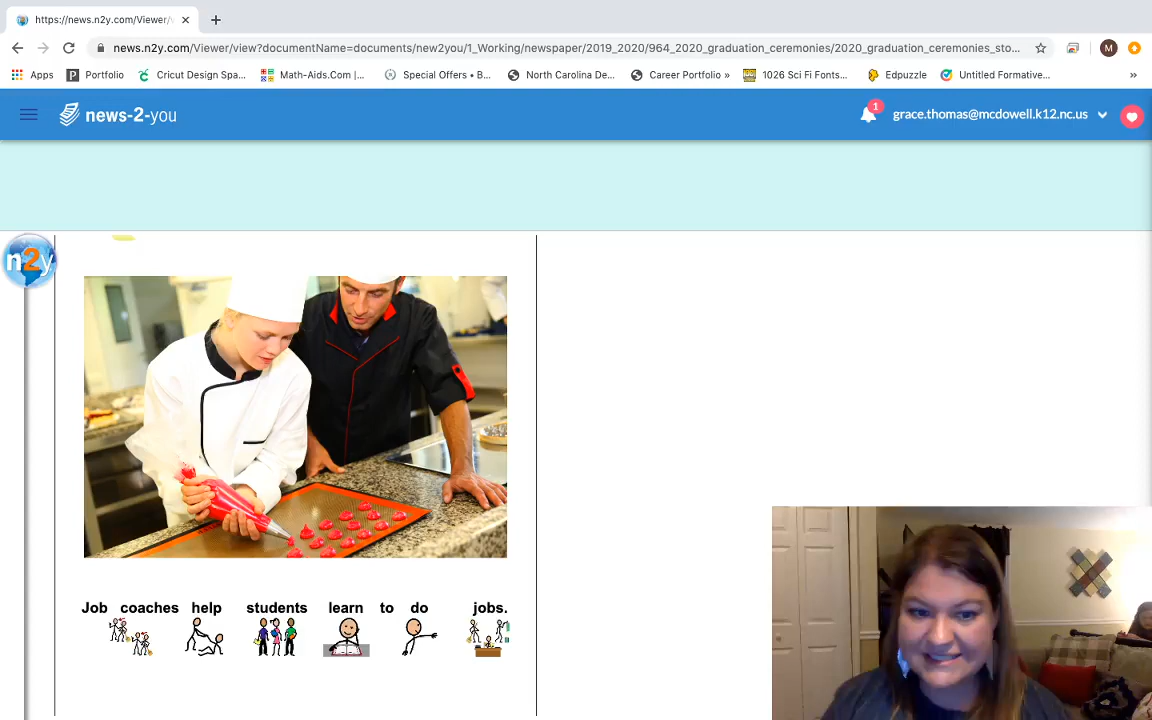 https://news.n2y.com/Viewer/v
news.n2y.com/Viewer/view?documentName=documents/new2you/1_Working/newspaper/2019_2020/964_2020_graduation_ceremonies/2020_graduation_ceremonies_sto...
M
Apps Portfolio Cricut Design Spa... Math-Aids.Com |... Special Offers • B... North Carolina De... Career Portfolio » 1026 Sci Fi Fonts... Edpuzzle Untitled Formative... »
news-2-you 1 grace.thomas@mcdowell.k12.nc.us
n2y
Job coaches help students learn to do jobs.